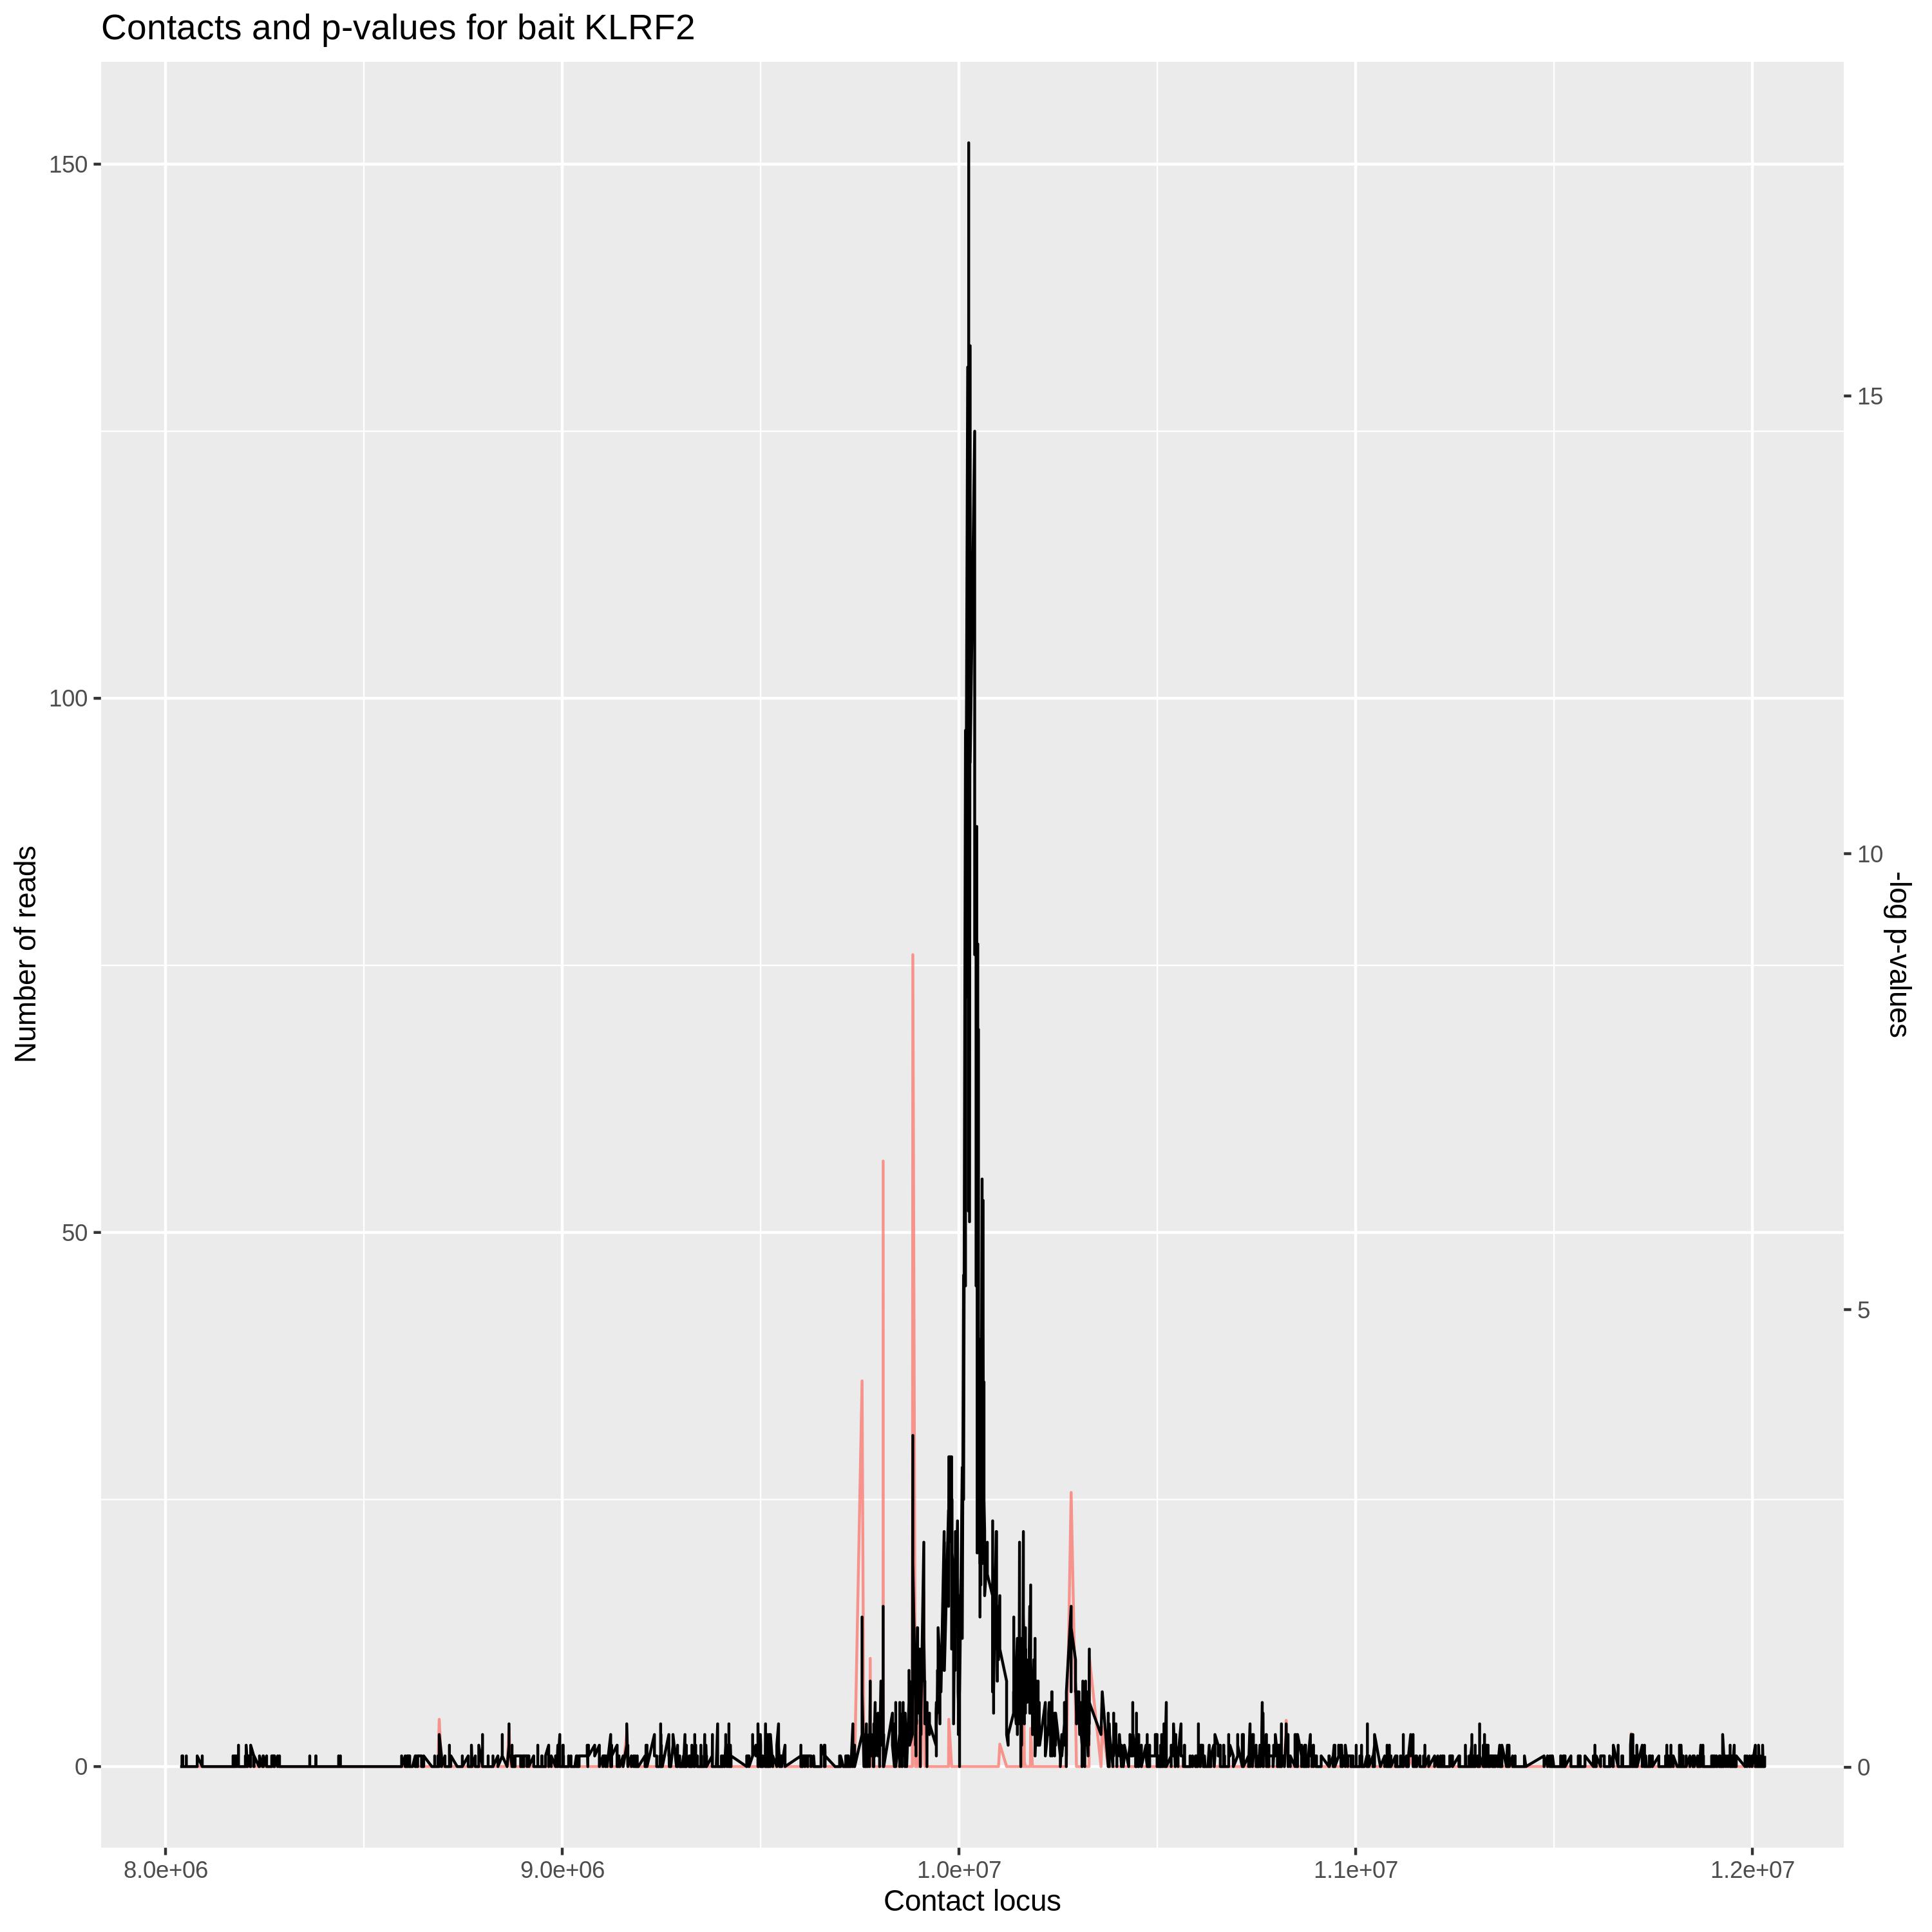 Contacts and p-values for bait KLRF2
150
100
50
0
Number of reads
15
10
5
0
-log p-values
8.0e+06
9.0e+06
1.0e+07
1.1e+07
1.2e+07
Contact locus